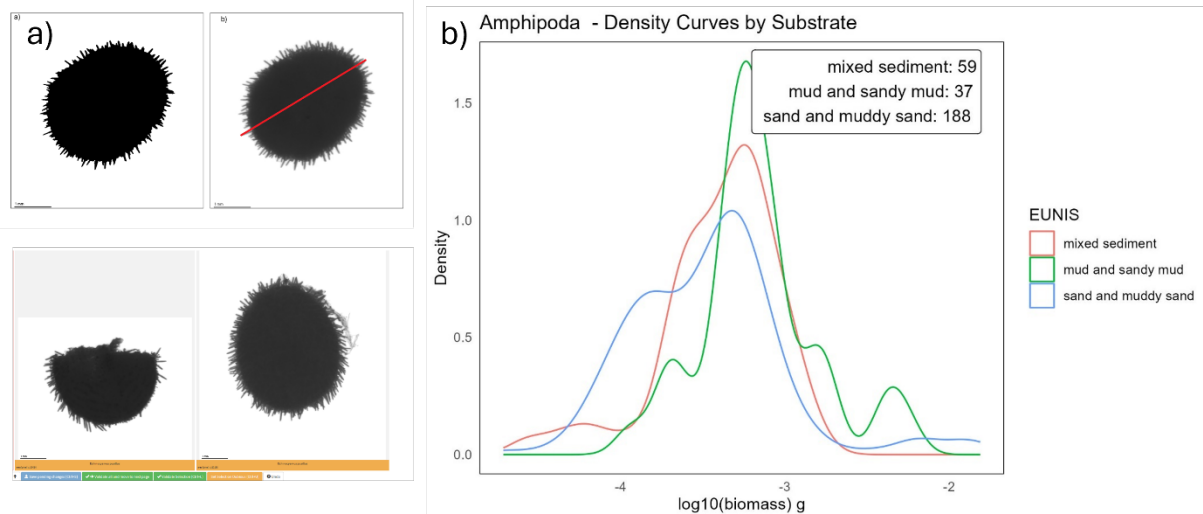 a)
a)
b)
b)
Amphipoda - Density Curves by Substrate
mixed sediment: 59
mud and sandy mud: 37
sand and muddy sand: 188
1.5
1.0
0.5
0.0
Density
-4
-3
-2
log10(biomass) g
EUNIS
mixed sediment
mud and sandy mud
sand and muddy sand